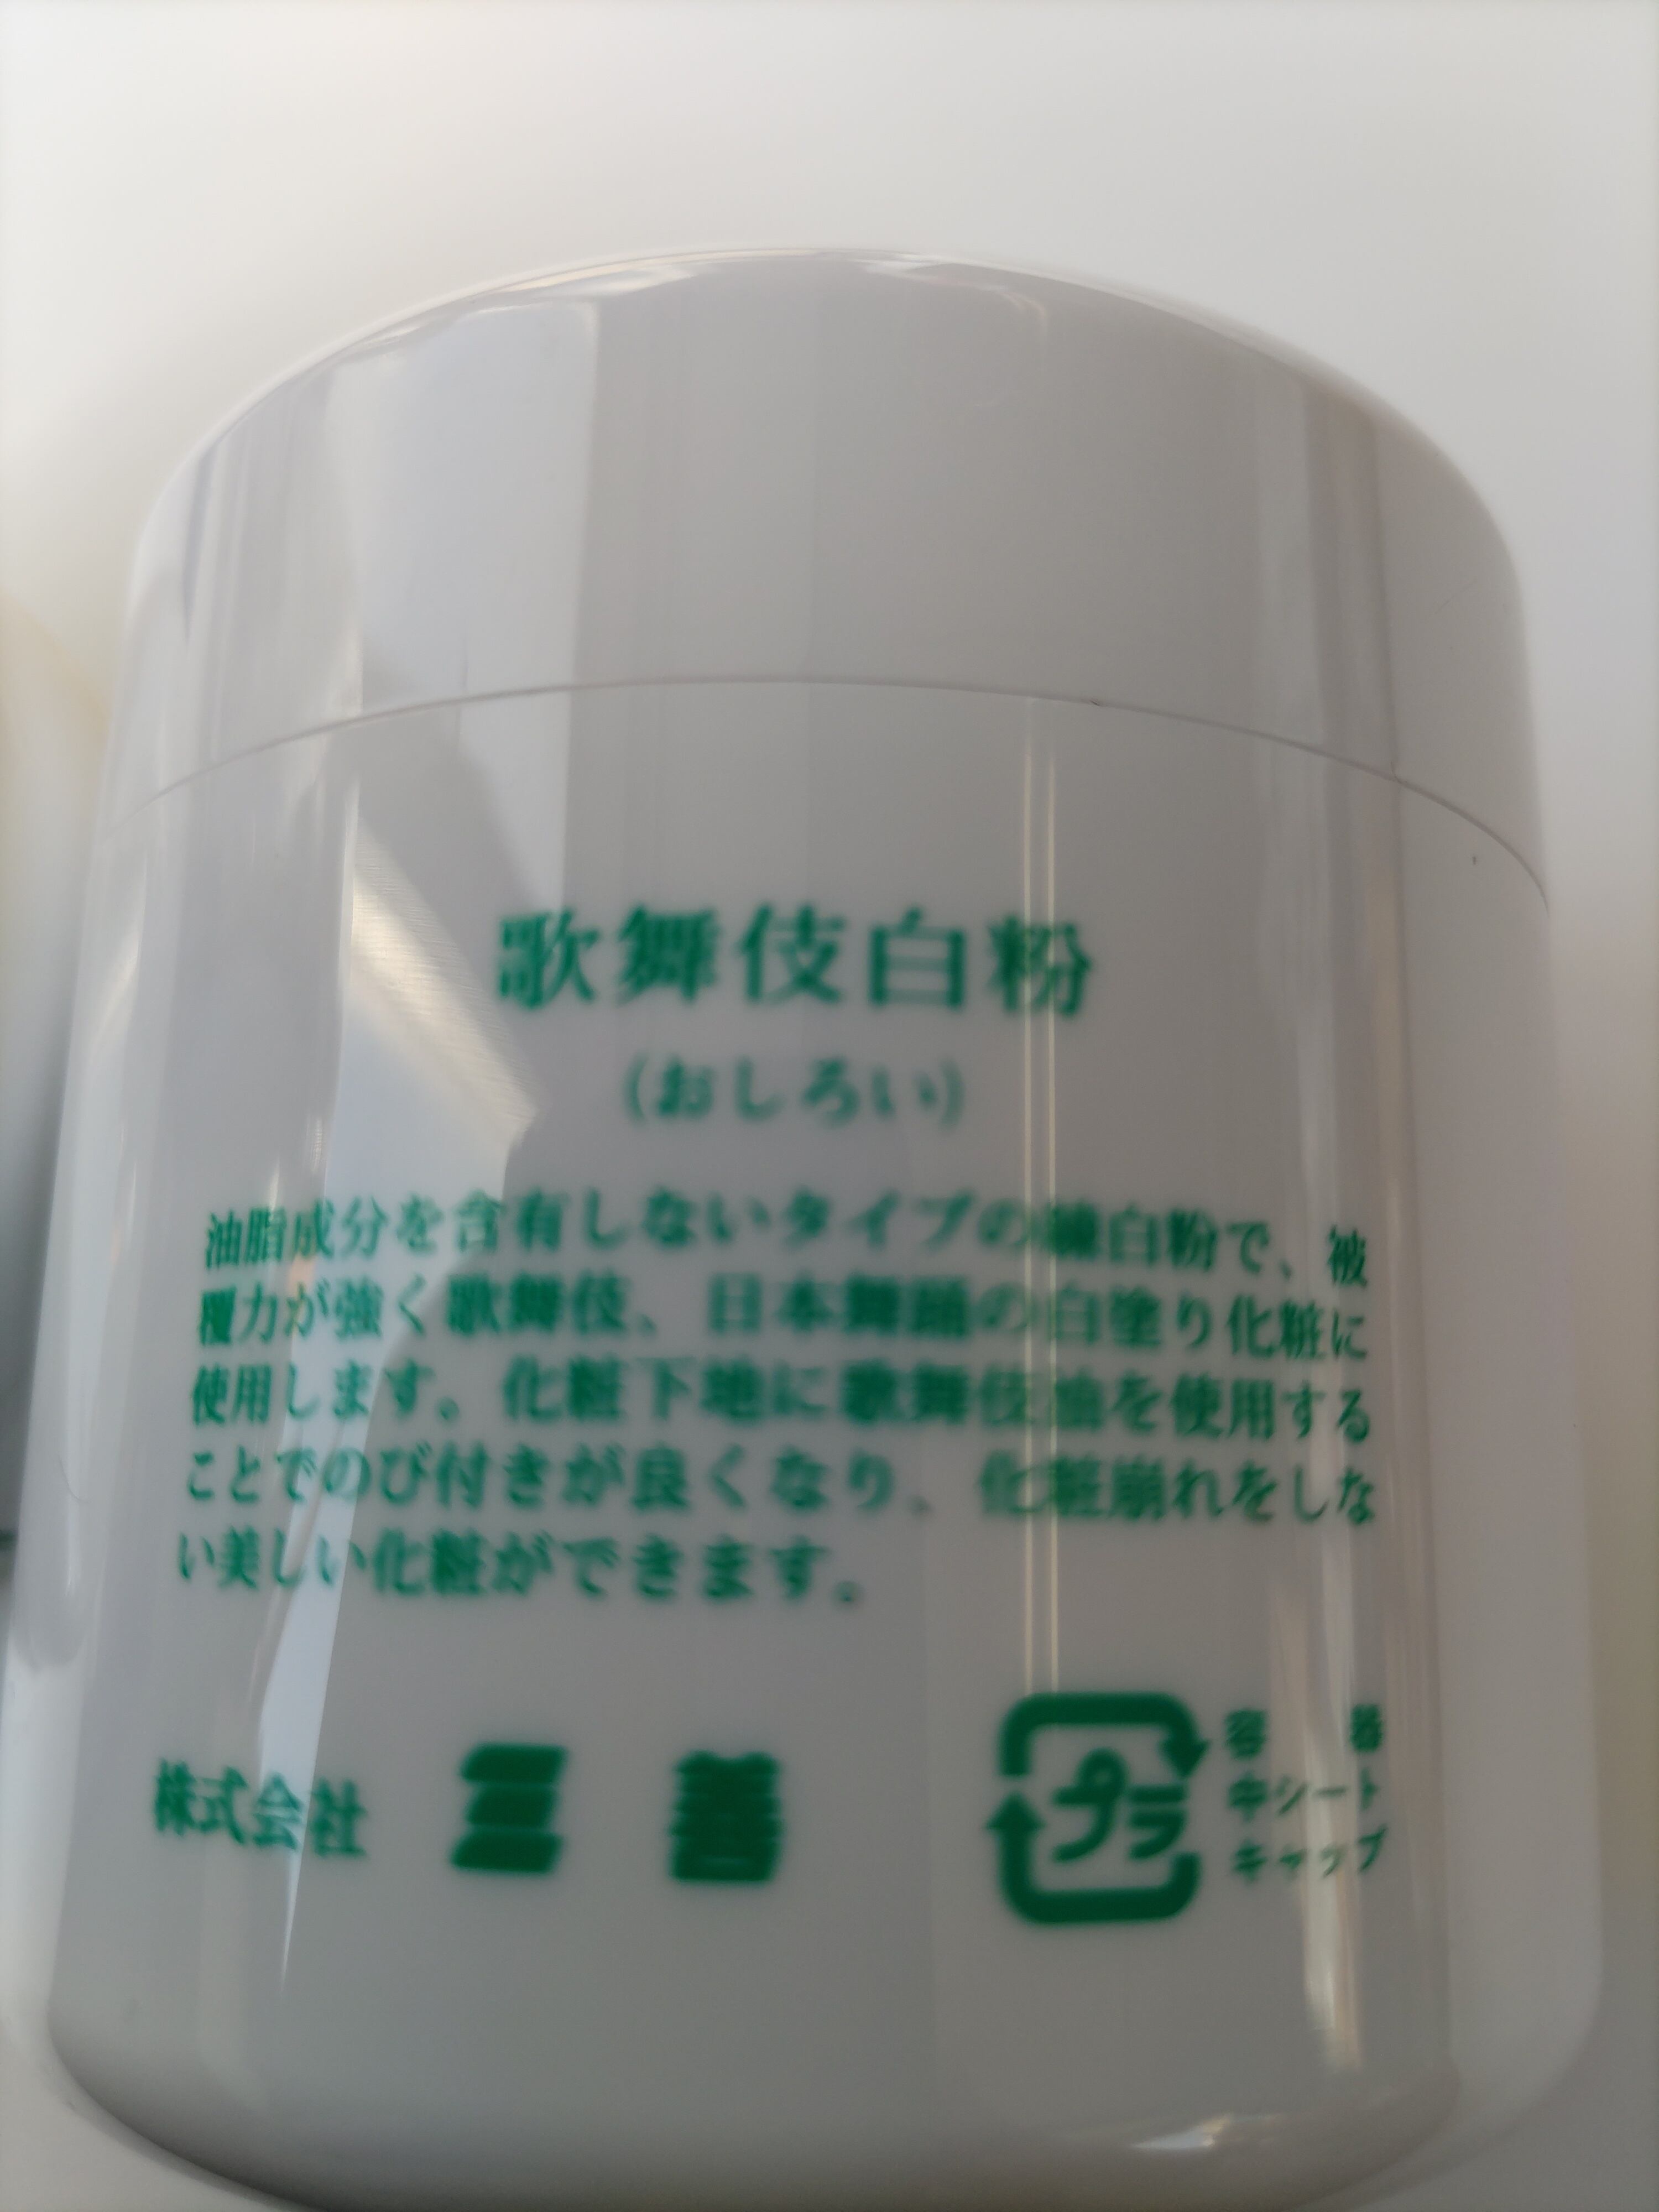 歌舞伎白粉
(おしろい)
油脂成分を含有しないタイプの練白粉で、被
覆力が強く歌舞伎、日本舞踊の白塗り化粧に
使用します。化粧下地に歌舞伎油を使用する
ことでのび付きが良くなり、化粧崩れをしな
い美しい化粧ができます。
株式会社 三善
プラ
容器
中シート
キャップ